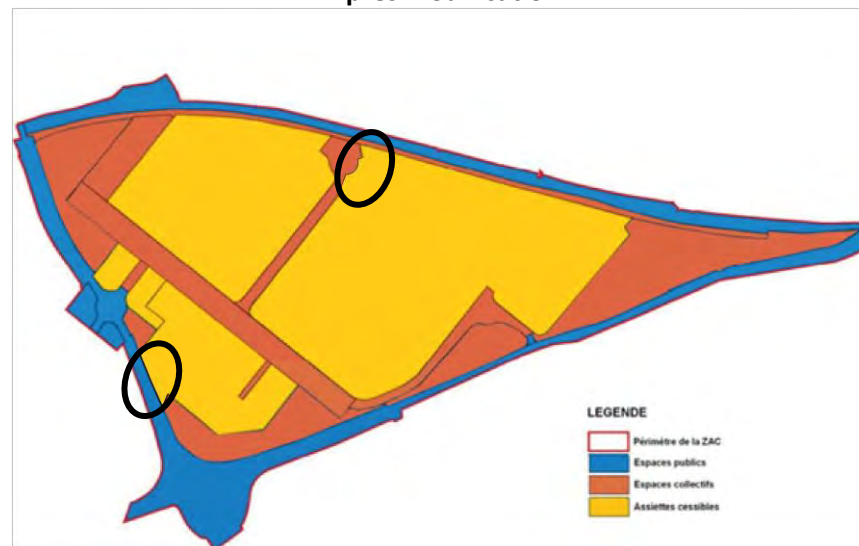 LEGENDE
Périmètre de la ZAC
Espaces publics
Espaces collectifs
Assiettes cessibles